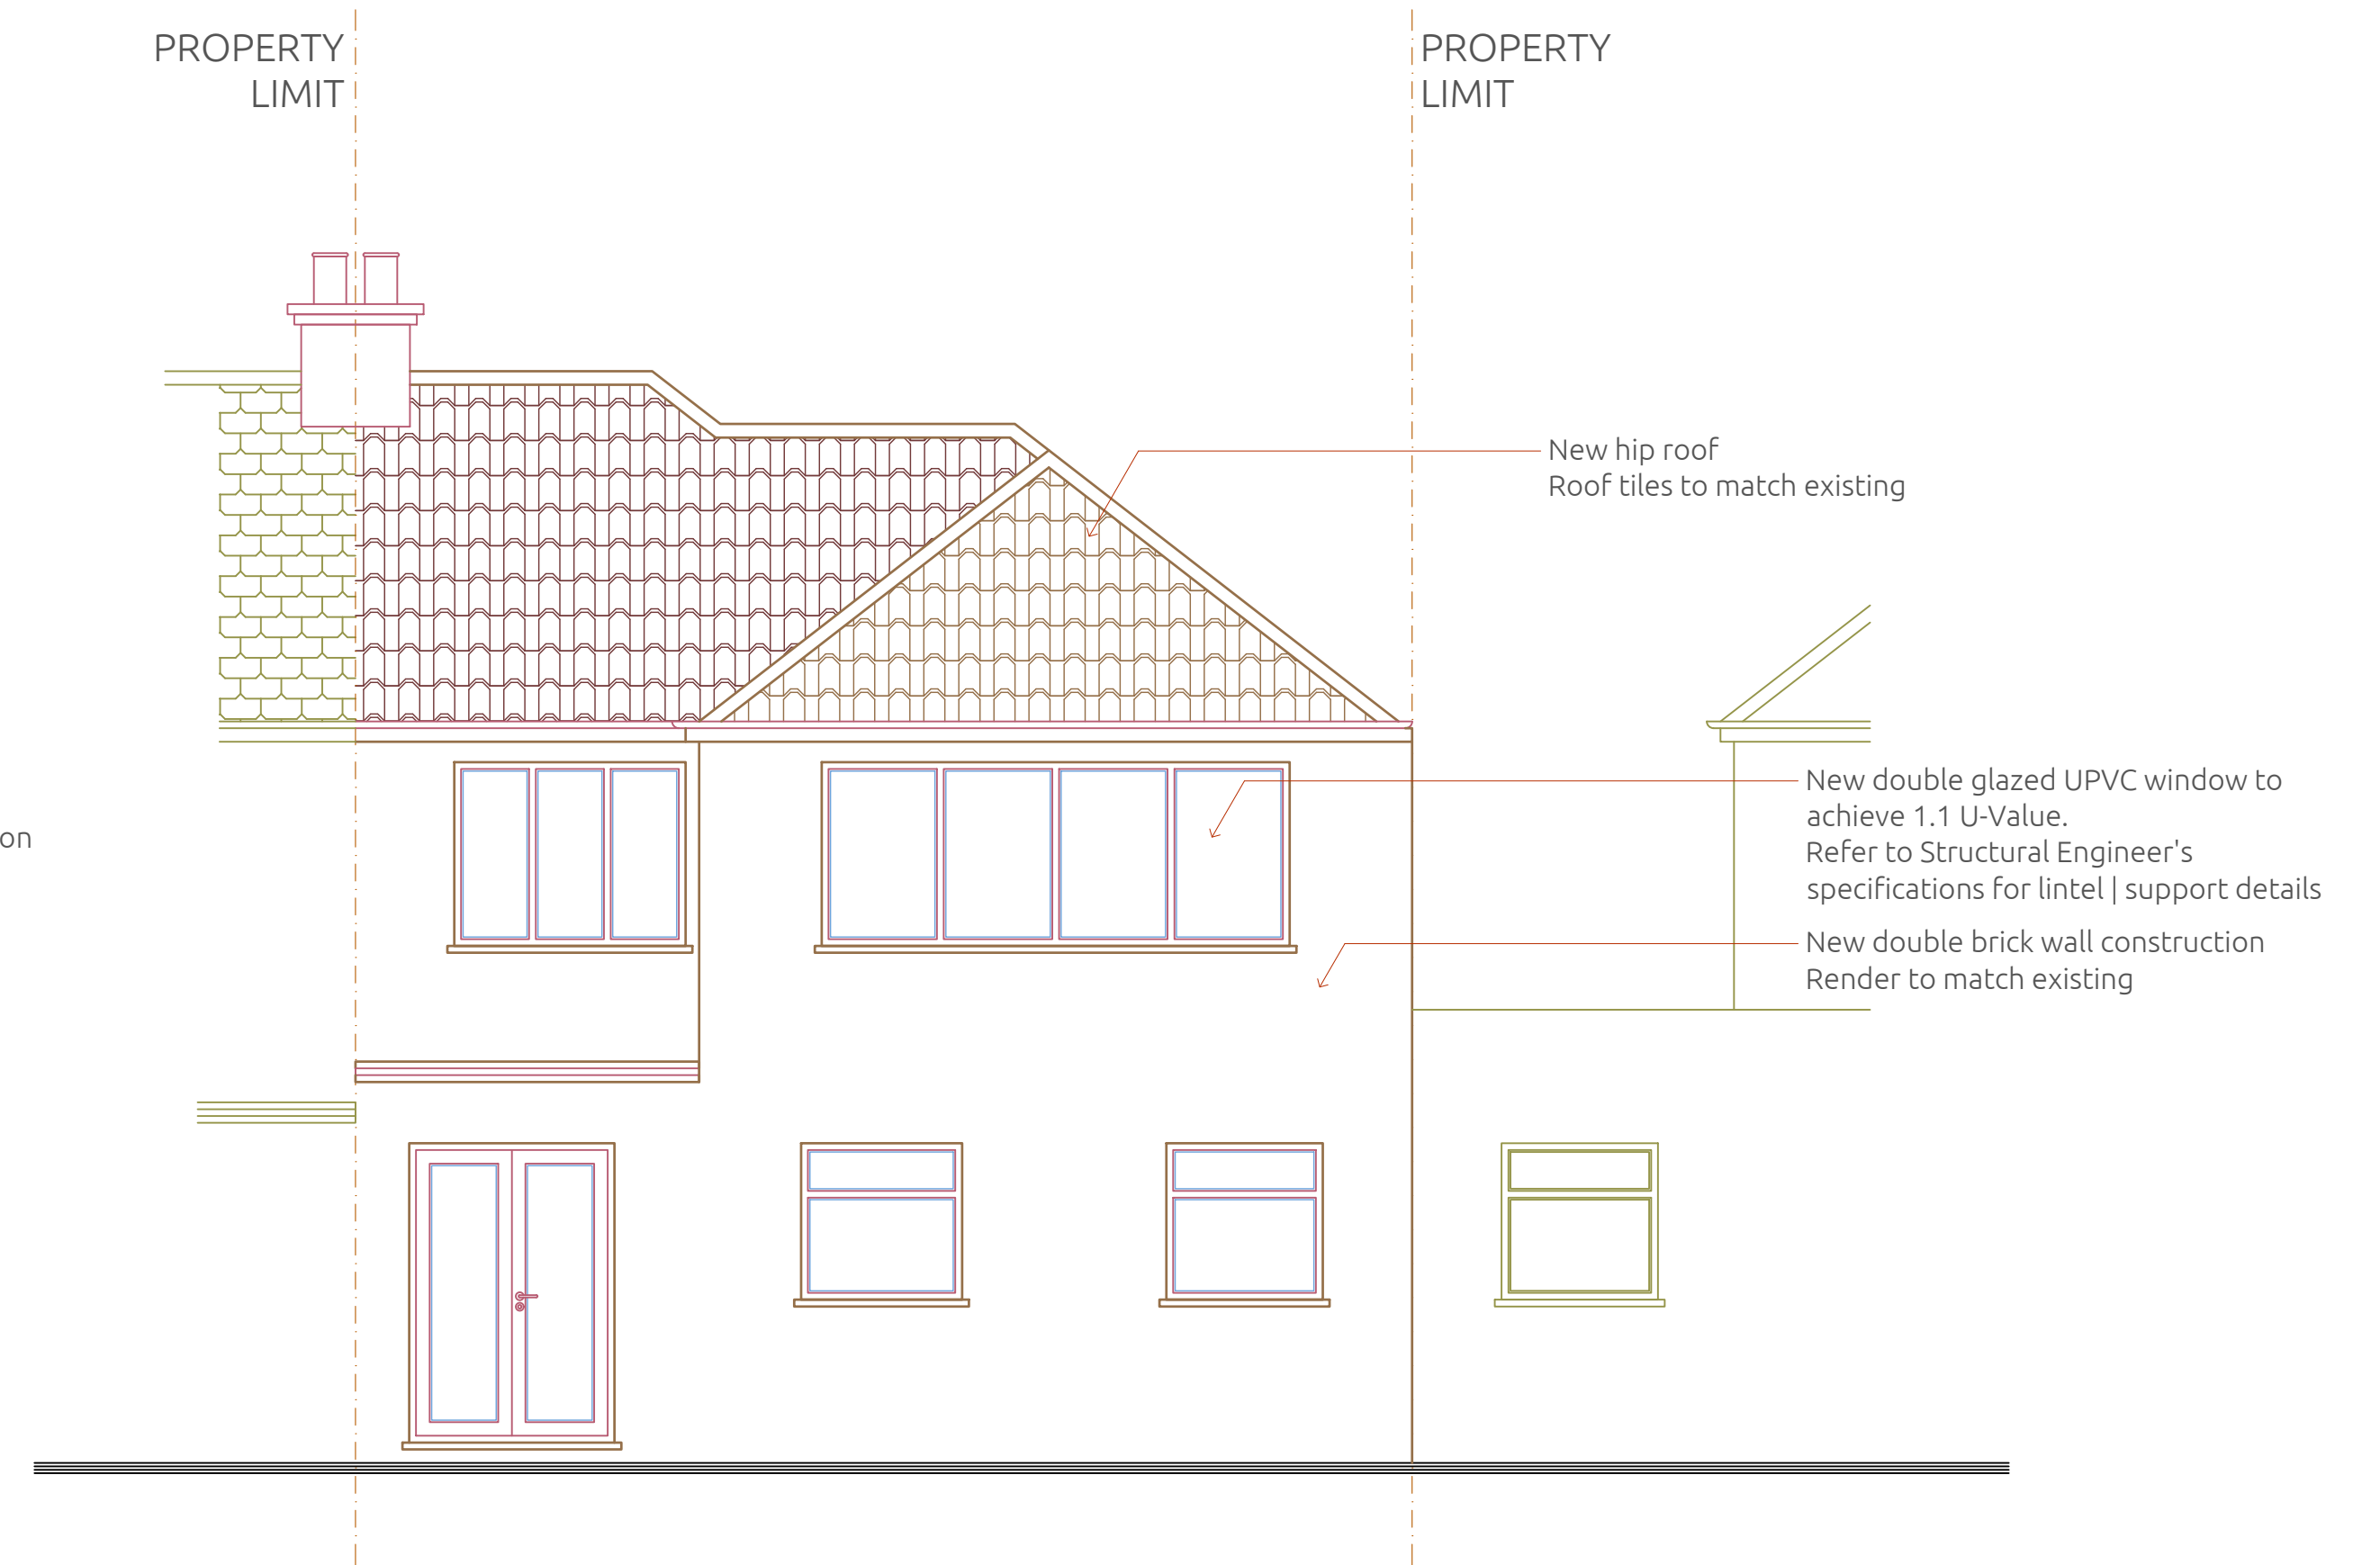 PROPERTY
LIMIT
PROPERTY
LIMIT
New hip roof
Roof tiles to match existing
New double glazed UPVC window to
achieve 1.1 U-Value.
Refer to Structural Engineer's
specifications for lintel | support details
on
New double brick wall construction
Render to match existing